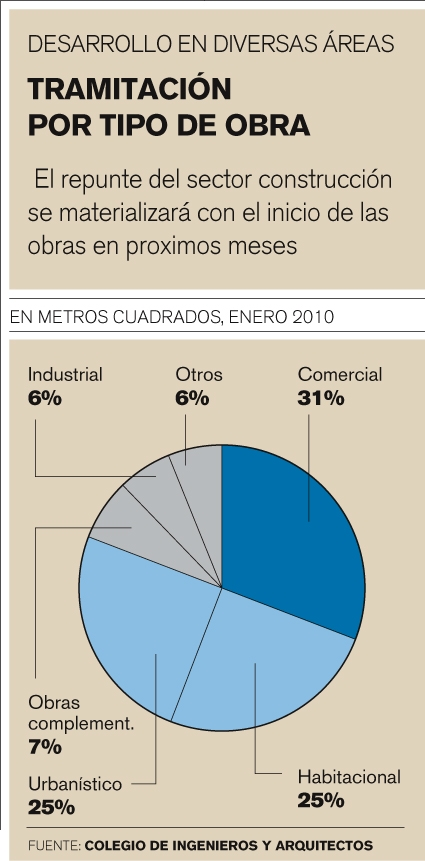 DESARROLLO EN DIVERSAS ÁREAS
TRAMITACIÓN
POR TIPO DE OBRA
El repunte del sector construcción
se materializará con el inicio de las
obras en proximos meses
EN METROS CUADRADOS, ENERO 2010
Industrial
6%
Otros
6%
Comercial
31%
Obras
complement.
7%
Urbanístico
25%
Habitacional
25%
FUENTE: COLEGIO DE INGENIEROS Y ARQUITECTOS